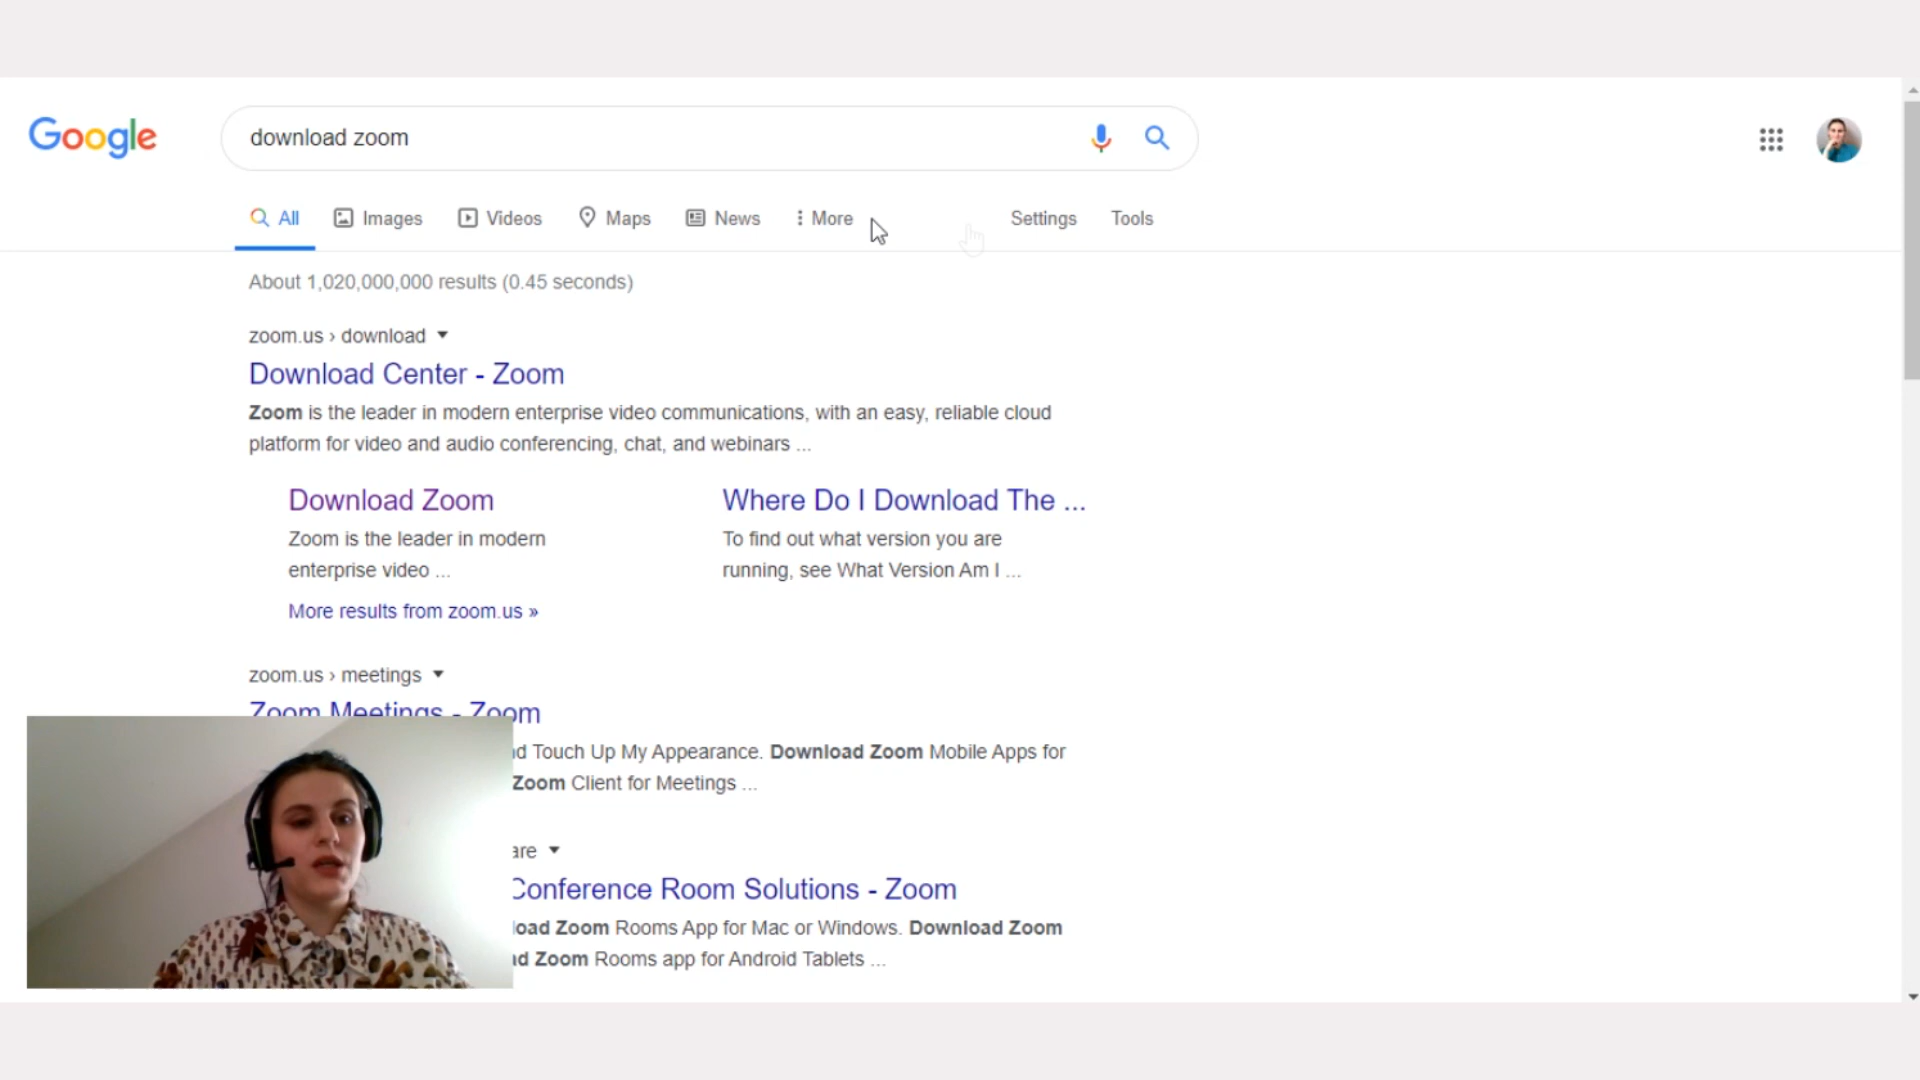 Google
download zoom
All Images Videos Maps News More Settings Tools
About 1,020,000,000 results (0.45 seconds)
zoom.us › download
Download Center - Zoom
Zoom is the leader in modern enterprise video communications, with an easy, reliable cloud
platform for video and audio conferencing, chat, and webinars ...
Download Zoom
Zoom is the leader in modern
enterprise video ...
Where Do I Download The ...
To find out what version you are
running, see What Version Am I ...
More results from zoom.us »
zoom.us › meetings
Zoom Meetings - Zoom
Touch Up My Appearance. Download Zoom Mobile Apps for
Zoom Client for Meetings ...
Conference Room Solutions - Zoom
Zoom Rooms App for Mac or Windows. Download Zoom
Zoom Rooms app for Android Tablets ...